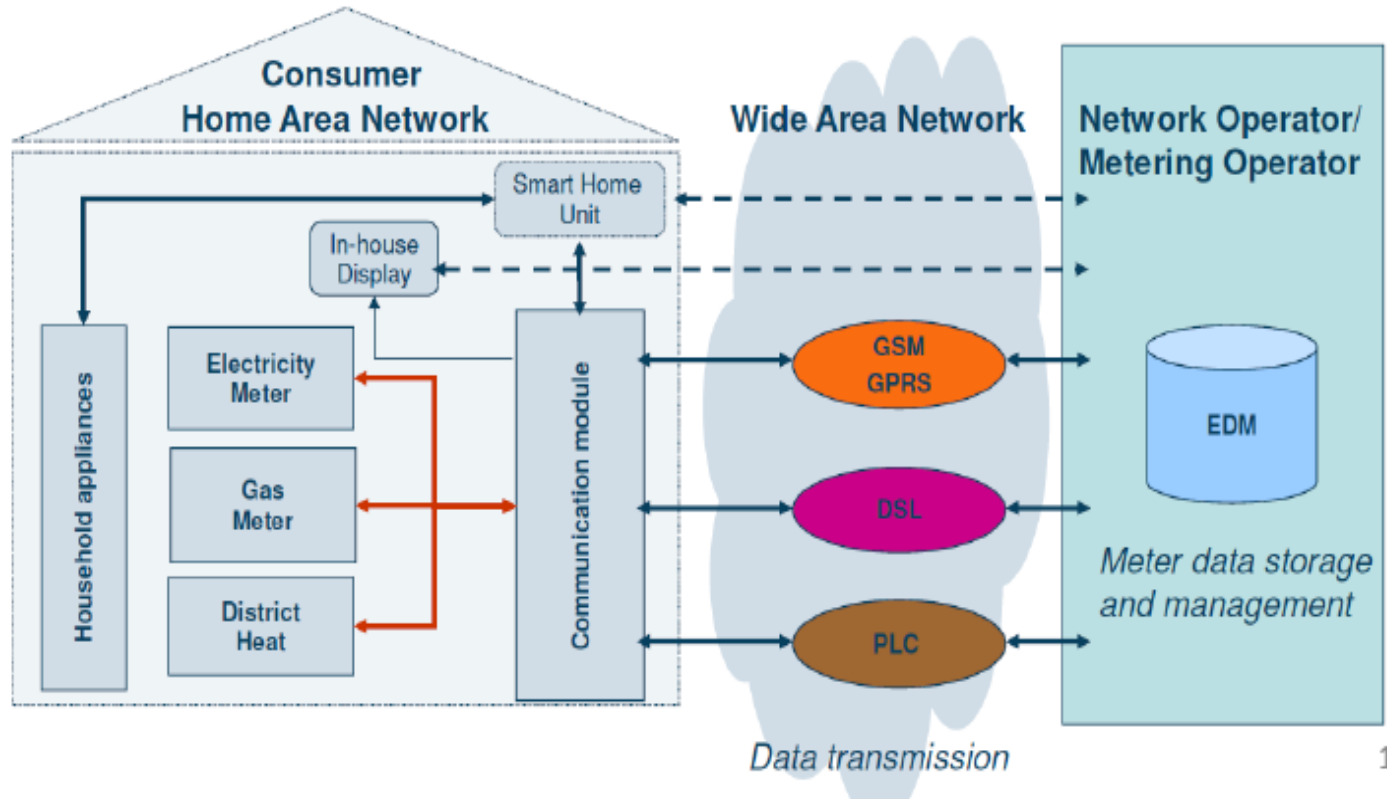 Consumer
Home Area Network
Wide Area Network
Network Operator/
Metering Operator
Smart Home
Unit
In-house
Display
Household appliances
Electricity
Meter
Gas
Meter
District
Heat
Communication module
GSM
GPRS
DSL
PLC
EDM
Meter data storage
and management
Data transmission
1